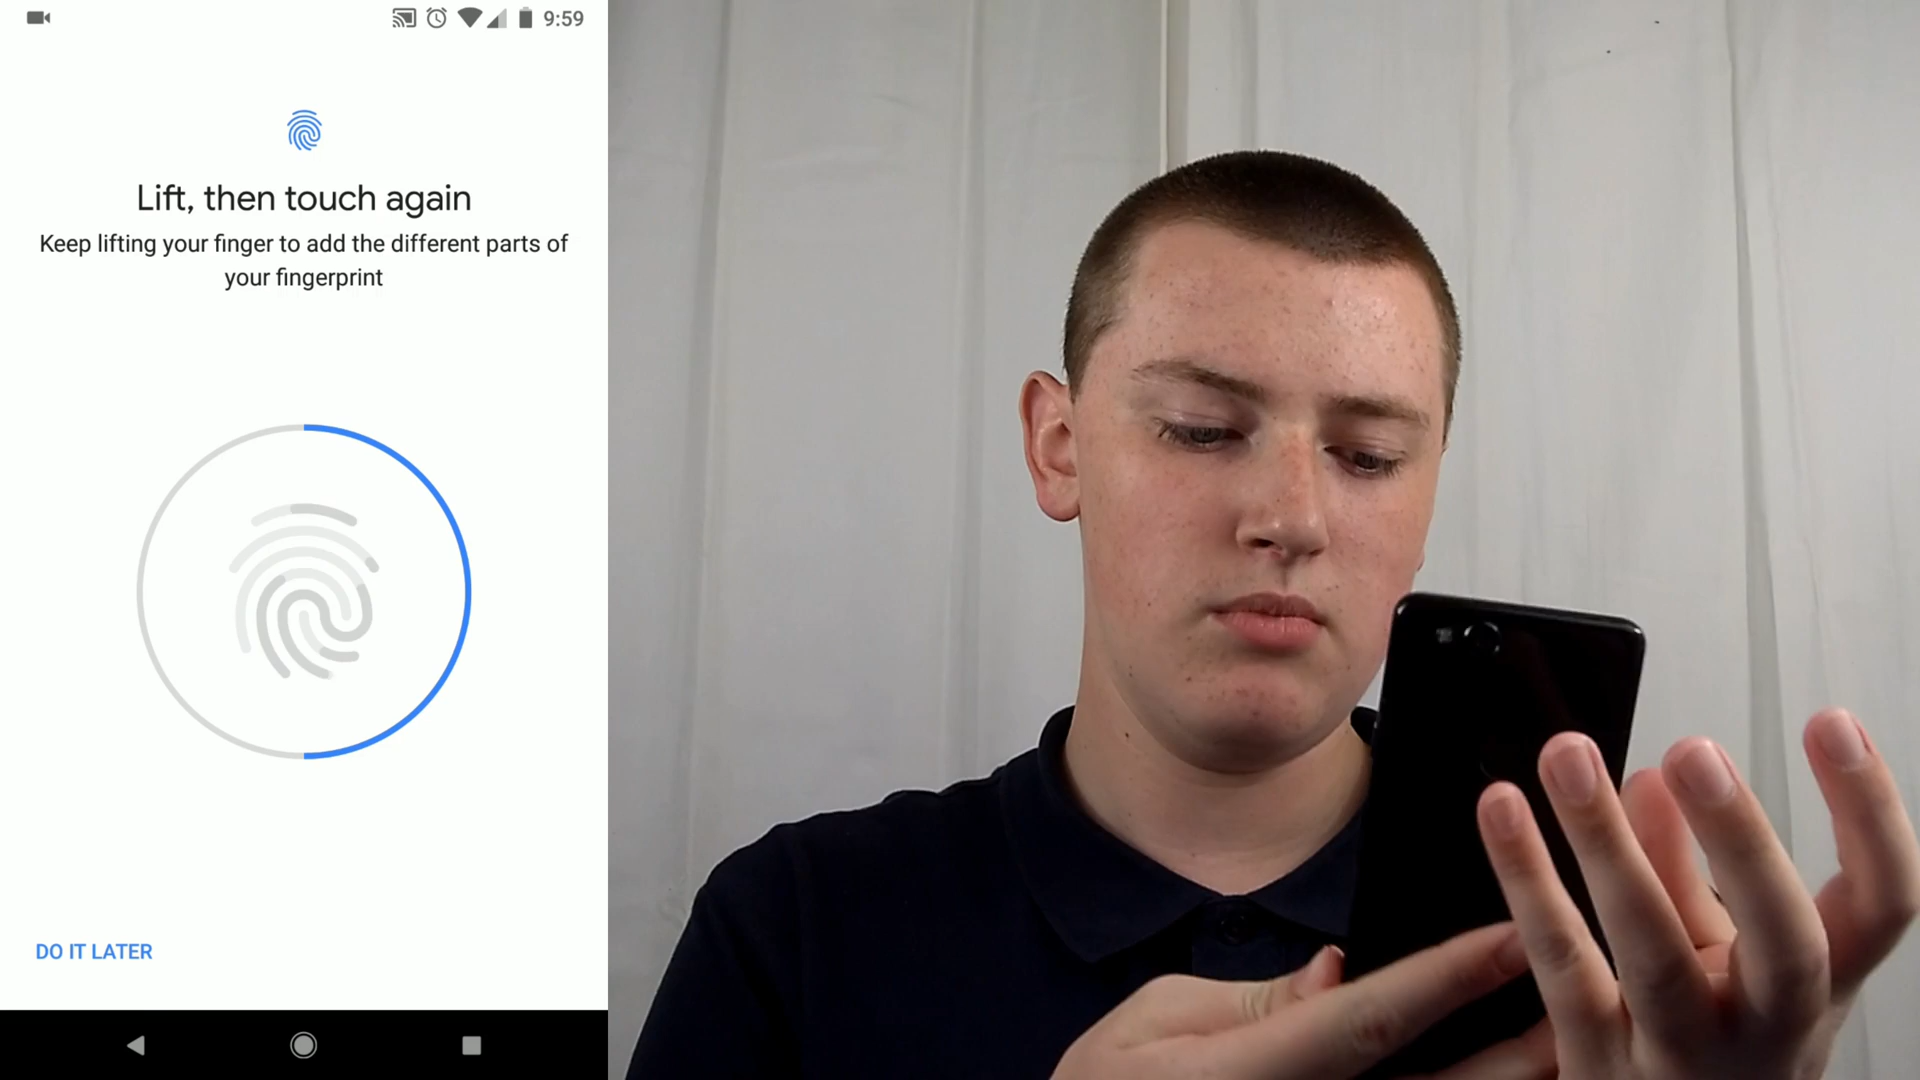 9:59
Lift, then touch again
Keep lifting your finger to add the different parts of
your fingerprint
DO IT LATER